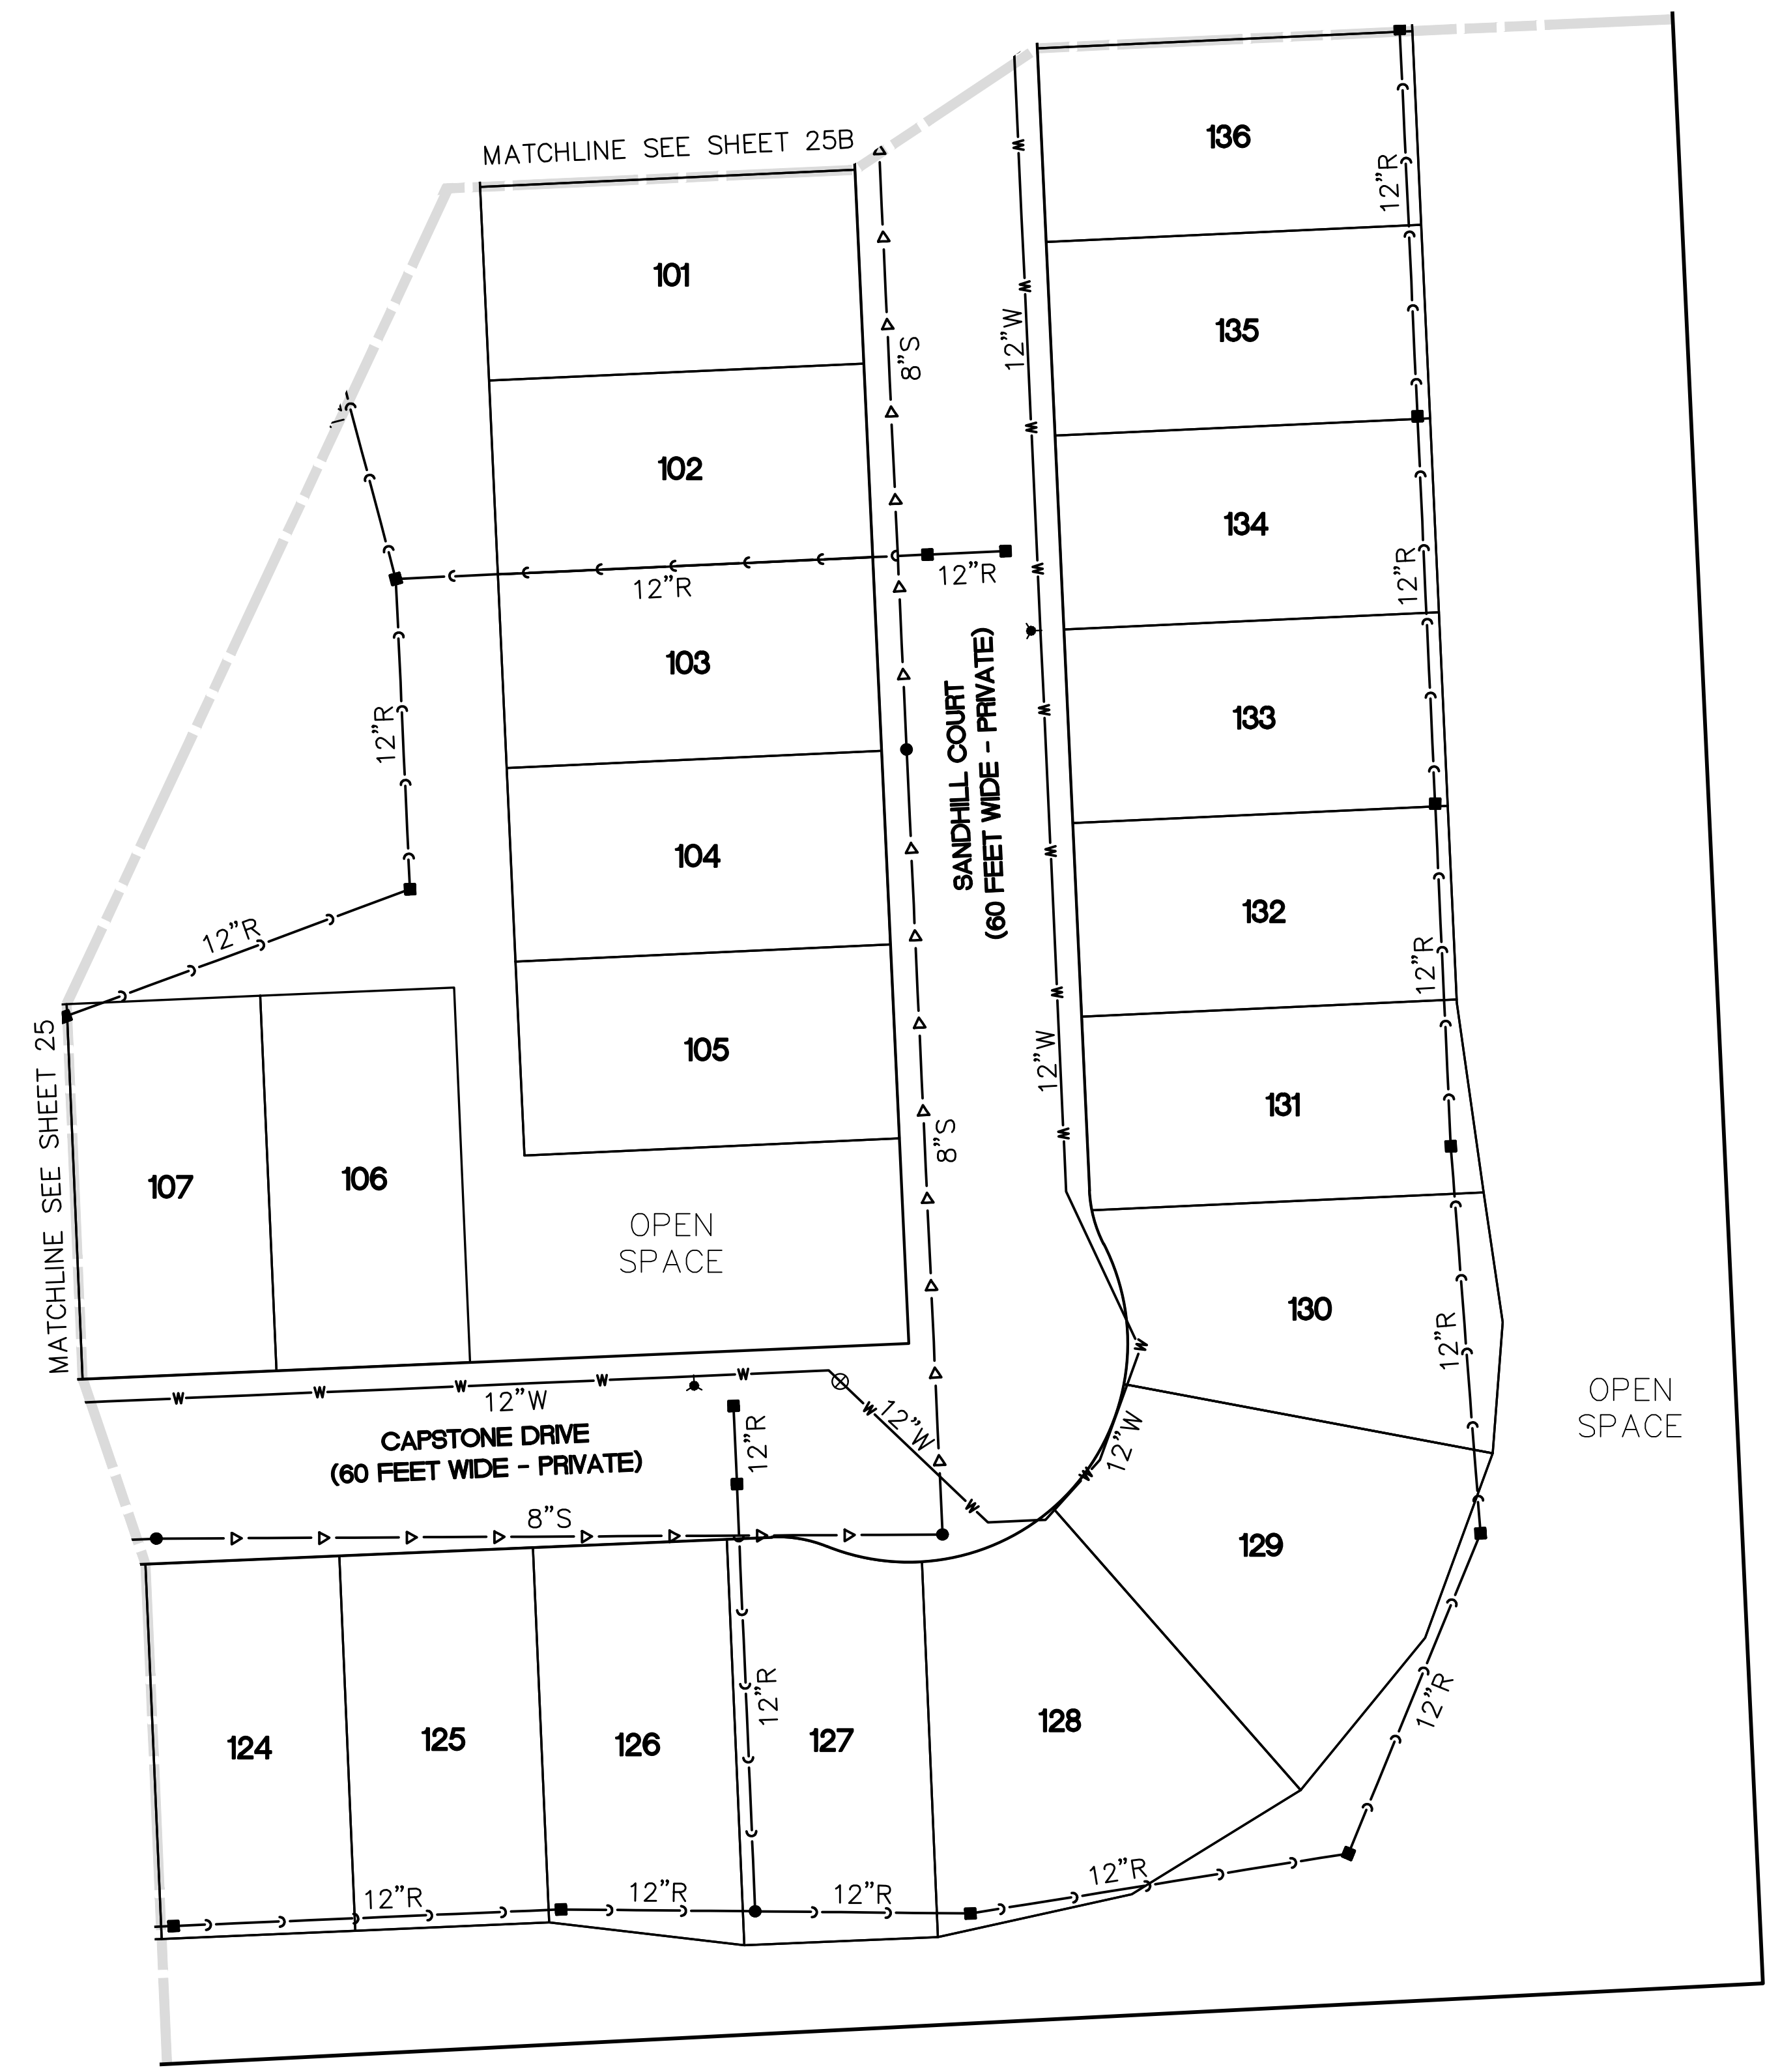 136
MATCHLINE SEE SHEET 25B
12"R
101
135
12"W
8"S
102
134
12"R
12"R
12"R
103
SANDHILL COURT
(60 FEET WIDE - PRIVATE)
133
12"R
104
132
12"R
12"R
MATCHLINE SEE SHEET 25
105
12"W
131
8"S
107
106
OPEN
SPACE
130
12"R
OPEN
SPACE
12"W
12"W
12"W
12"R
CAPSTONE DRIVE
(60 FEET WIDE - PRIVATE)
8"S
129
12"R
12"R
124
125
126
127
128
12"R
12"R
12"R
12"R